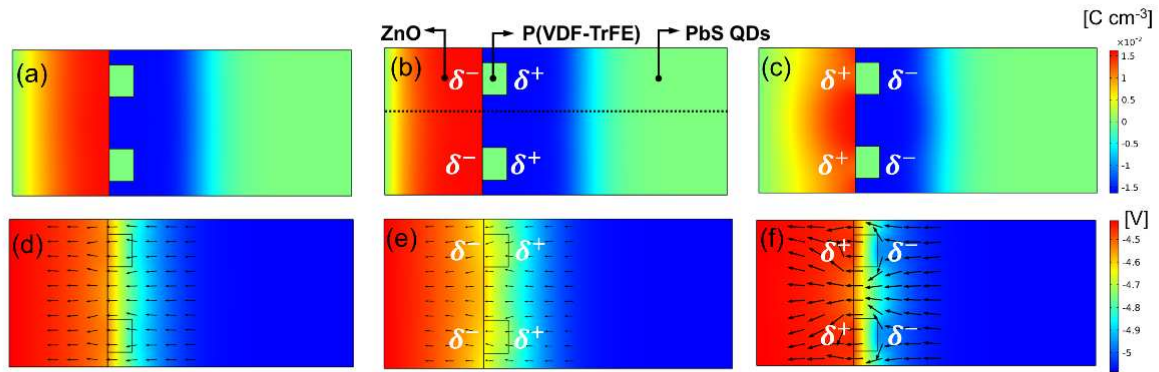 ZnO P(VDF-TrFE) PbS QDs [C cm⁻³]
×10⁻²
(a) (b) δ⁻ δ⁺ (c) δ⁺ δ⁻
1.5
1
0.5
0
-0.5
-1
-1.5
δ⁻ δ⁺ δ⁺ δ⁻
[V]
(d) (e) δ⁻ δ⁺ (f) δ⁺ δ⁻
-4.5
-4.6
-4.7
-4.8
-4.9
-5
δ⁻ δ⁺ δ⁺ δ⁻